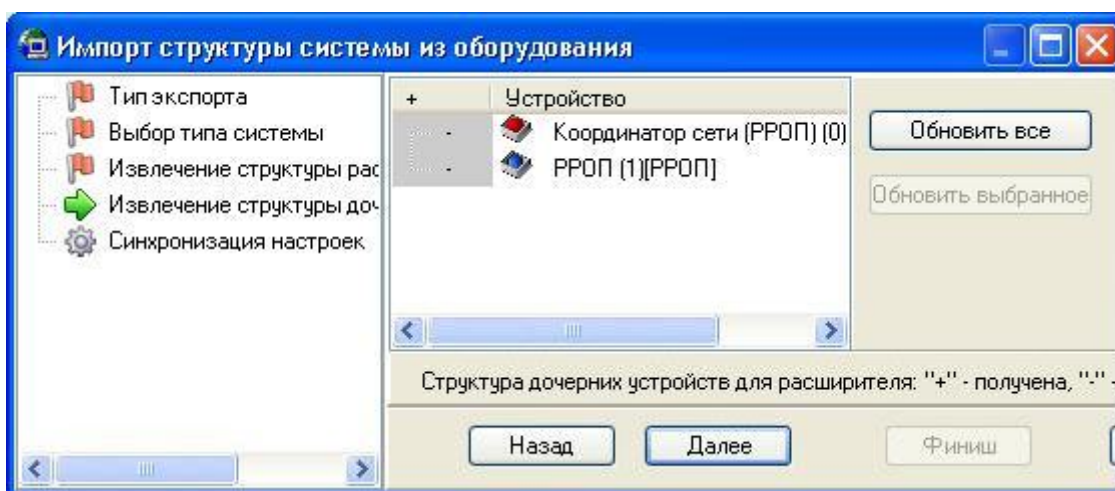 Импорт структуры системы из оборудования
Тип экспорта
Выбор типа системы
Извлечение структуры рас
Извлечение структуры доч
Синхронизация настроек
+ Устройство
- Координатор сети (РРОП) (0)
- РРОП (1)[РРОП]
Обновить все
Обновить выбранное
Структура дочерних устройств для расширителя: "+" - получена, "-" -
Назад Далее Финиш